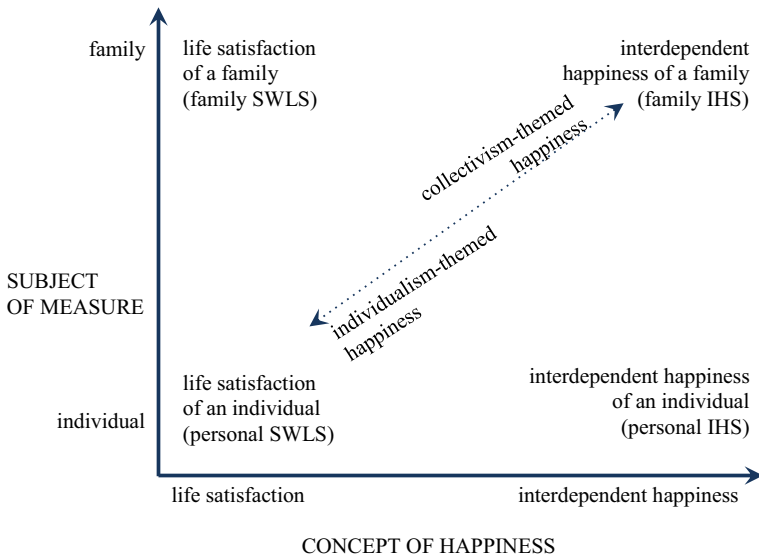 family
life satisfaction
of a family
(family SWLS)
interdependent
happiness of a family
(family IHS)
collectivism-themed
happiness
individualism-themed
happiness
SUBJECT
OF MEASURE
individual
life satisfaction
of an individual
(personal SWLS)
interdependent happiness
of an individual
(personal IHS)
life satisfaction
interdependent happiness
CONCEPT OF HAPPINESS